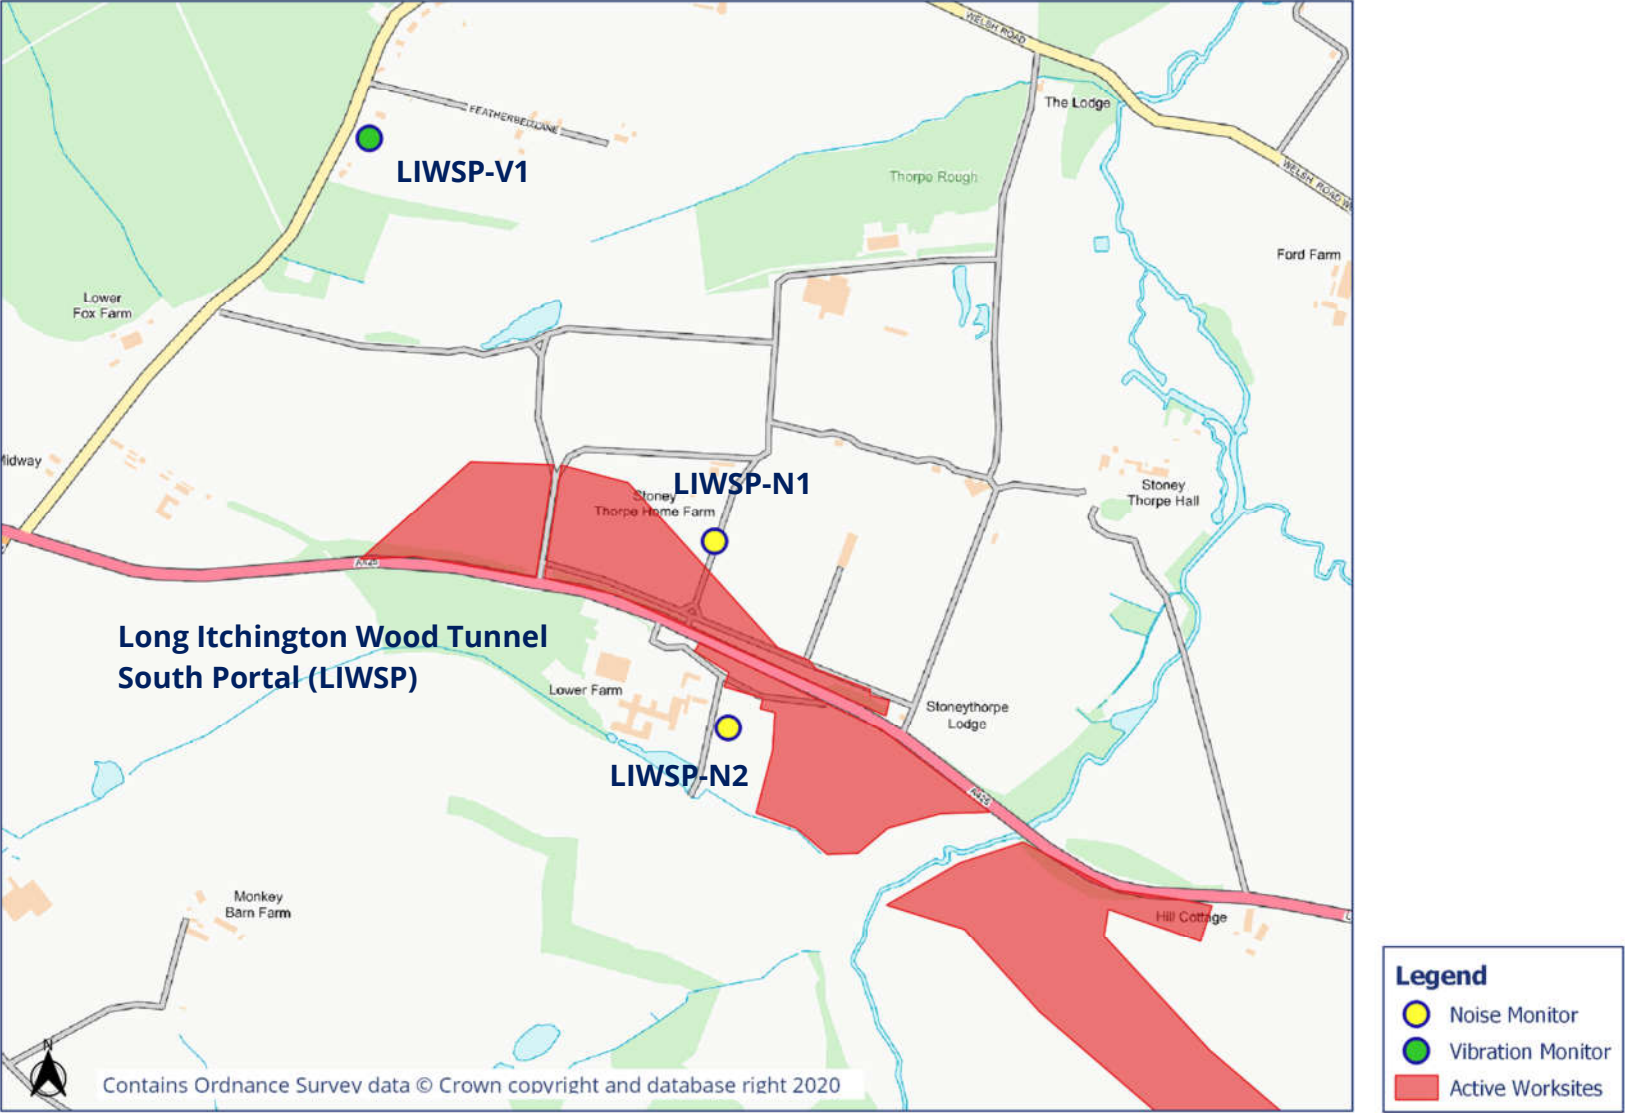 WELSH ROAD
The Lodge
FEATHERBED LANE
LIWSP-V1
Thorpe Rough
WELSH ROAD W
Ford Farm
Lower
Fox Farm
Midway
LIWSP-N1
Stoney
Thorpe Home Farm
Stoney
Thorpe Hall
A425
Long Itchington Wood Tunnel
South Portal (LIWSP)
Lower Farm
Stoneythorpe
Lodge
LIWSP-N2
A425
Monkey
Barn Farm
Hill Cottage
Legend
Noise Monitor
Vibration Monitor
Active Worksites
N
Contains Ordnance Survey data © Crown copyright and database right 2020